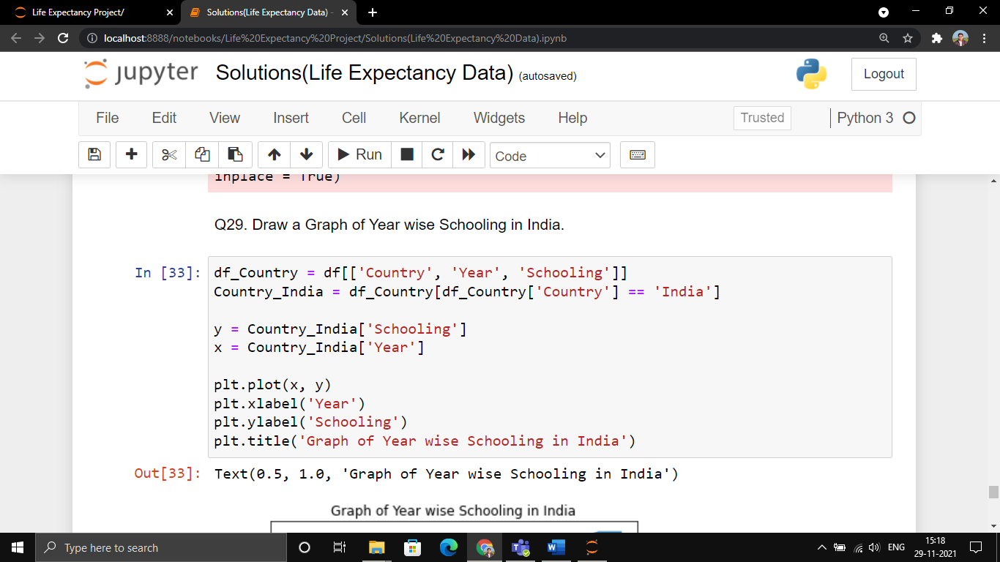 Life Expectancy Project/
Solutions(Life Expectancy Data) -
localhost:8888/notebooks/Life%20Expectancy%20Project/Solutions(Life%20Expectancy%20Data).ipynb
jupyter Solutions(Life Expectancy Data) (autosaved)
Logout
File Edit View Insert Cell Kernel Widgets Help
Trusted
Python 3
Run
Code
inplace = True)
Q29. Draw a Graph of Year wise Schooling in India.
In [33]:
df_Country = df[['Country', 'Year', 'Schooling']]
Country_India = df_Country[df_Country['Country'] == 'India']
y = Country_India['Schooling']
x = Country_India['Year']
plt.plot(x, y)
plt.xlabel('Year')
plt.ylabel('Schooling')
plt.title('Graph of Year wise Schooling in India')
Out[33]: Text(0.5, 1.0, 'Graph of Year wise Schooling in India')
Graph of Year wise Schooling in India
Type here to search
ENG
15:18
29-11-2021